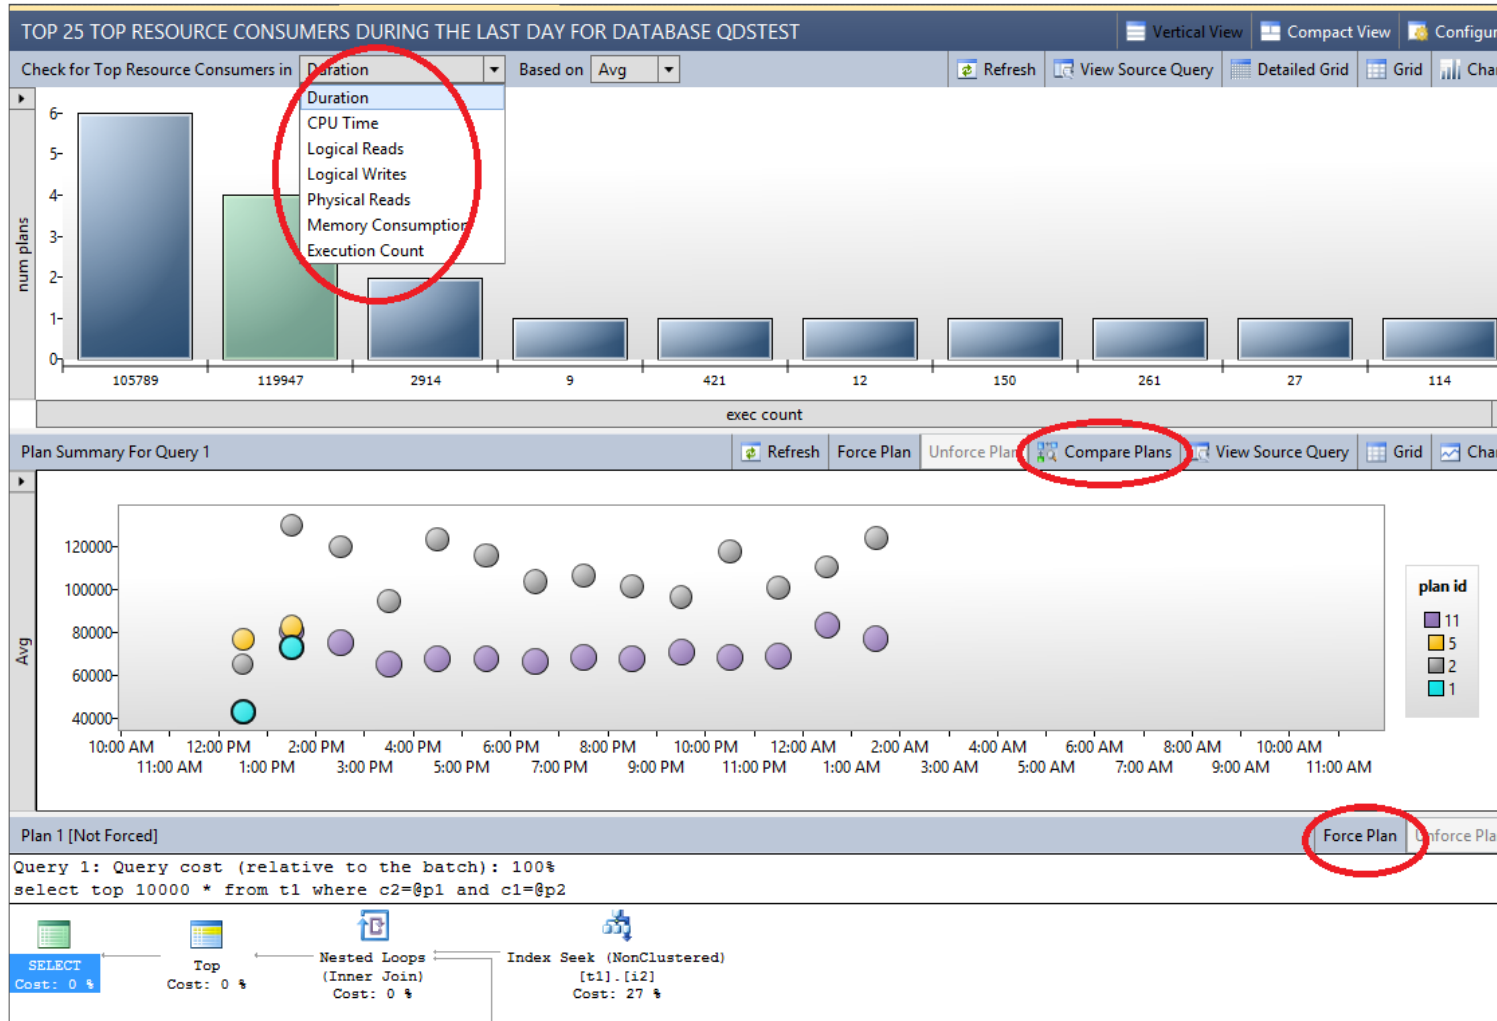 TOP 25 TOP RESOURCE CONSUMERS DURING THE LAST DAY FOR DATABASE QDSTEST
Vertical View
Compact View
Configur
Check for Top Resource Consumers in
Duration
Based on
Avg
Refresh
View Source Query
Detailed Grid
Grid
Char
Duration
CPU Time
Logical Reads
Logical Writes
Physical Reads
Memory Consumption
Execution Count
num plans
6
5
4
3
2
1
0
105789 119947 2914 9 421 12 150 261 27 114
exec count
Plan Summary For Query 1
Refresh
Force Plan
Unforce Plan
Compare Plans
View Source Query
Grid
Char
Avg
120000
100000
80000
60000
40000
10:00 AM 12:00 PM 2:00 PM 4:00 PM 6:00 PM 8:00 PM 10:00 PM 12:00 AM 2:00 AM 4:00 AM 6:00 AM 8:00 AM 10:00 AM
11:00 AM 1:00 PM 3:00 PM 5:00 PM 7:00 PM 9:00 PM 11:00 PM 1:00 AM 3:00 AM 5:00 AM 7:00 AM 9:00 AM 11:00 AM
plan id
11
5
2
1
Plan 1 [Not Forced]
Force Plan
Unforce Pla
Query 1: Query cost (relative to the batch): 100%
select top 10000 * from t1 where c2=@p1 and c1=@p2
SELECT
Cost: 0 %
Top
Cost: 0 %
Nested Loops
(Inner Join)
Cost: 0 %
Index Seek (NonClustered)
[t1].[i2]
Cost: 27 %